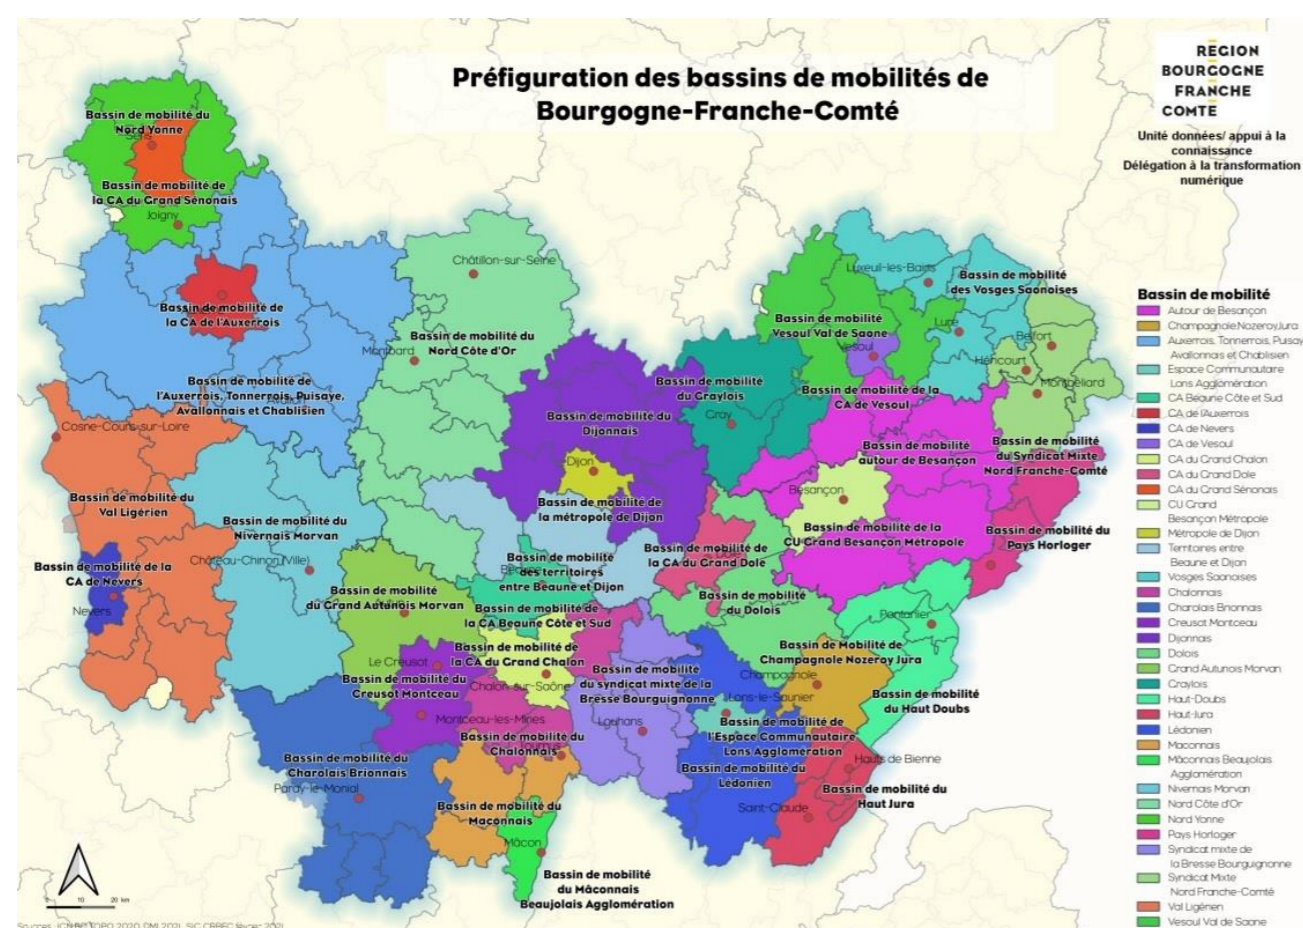 Préfiguration des bassins de mobilités de
Bourgogne-Franche-Comté
REGION
BOURGOGNE
FRANCHE
COMTE
Unité données/ appui à la
connaissance
Délégation à la transformation
numérique
Bassin de mobilité du
Nord Yonne
Sens
Bassin de mobilité de
la CA du Grand Sénonais
Joigny
Bassin de mobilité de
la CA de l'Auxerrois
Châtillon-sur-Seine
Bassin de mobilité du
Nord Côte d'Or
Montbard
Bassin de mobilité de
l'Auxerrois, Tonnerrois, Puisaye,
Avallonnais et Chablisien
Cosne-Cours-sur-Loire
Luxeuil-les-Bains
Bassin de mobilité
des Vosges Saonoises
Bassin de mobilité
Vesoul Val de Saone
Vesoul
Lure
Belfort
Héricourt
Montbéliard
Bassin de mobilité
du Graylois
Gray
Bassin de mobilité de la
CA de Vesoul
Bassin de mobilité du
Dijonnais
Dijon
Bassin de mobilité de
la métropole de Dijon
Bassin de mobilité
autour de Besançon
Bassin de mobilité
du Syndicat Mixte
Nord Franche-Comté
Besançon
Bassin de mobilité de la
CU Grand Besançon Métropole
Bassin de mobilité du
Pays Horloger
Bassin de mobilité du
Val Ligérien
Bassin de mobilité du
Nivernais Morvan
Château-Chinon (Ville)
Bassin de mobilité de la
CA de Nevers
Nevers
Bassin de mobilité
des territoires
entre Beaune et Dijon
Bassin de mobilité de
la CA du Grand Dole
Bassin de mobilité
du Grand Autunois Morvan
Bassin de mobilité de
la CA Beaune Côte et Sud
Bassin de mobilité
du Dolois
Pontarlier
Le Creusot
Bassin de mobilité du
Creusot Montceau
Bassin de mobilité de
la CA du Grand Chalon
Chalon-sur-Saône
Bassin de Mobilité de
Champagnole Nozeroy Jura
Champagnole
Bassin de mobilité
du syndicat mixte de la
Bresse Bourguignonne
Lons-le-Saunier
Bassin de mobilité
du Haut Doubs
Montceau-les-Mines
Louhans
Bassin de mobilité du
Chalonnais
Tournus
Bassin de mobilité de
l'Espace Communautaire
Lons Agglomération
Bassin de mobilité du
Charolais Brionnais
Paray-le-Monial
Bassin de mobilité du
Lédonien
Hauts de Bienne
Bassin de mobilité du
Haut Jura
Saint-Claude
Bassin de mobilité du
Maçonnais
Mâcon
Bassin de mobilité
du Mâconnais
Beaujolais Agglomération
0 10 20 km
Bassin de mobilité
Autour de Besançon
ChampagnoleNozeroyJura
Auxerrois, Tonnerrois, Puisay
Avallonnais et Chablisien
Espace Communautaire
Lons Agglomération
CA Beaune Côte et Sud
CA de l'Auxerrois
CA de Nevers
CA de Vesoul
CA du Grand Chalon
CA du Grand Dole
CA du Grand Sénonais
CU Grand
Besançon Métropole
Métropole de Dijon
Territoires entre
Beaune et Dijon
Vosges Saonoises
Chalonnais
Charolais Brionnais
Creusot Montceau
Dijonnais
Dolois
Grand Autunois Morvan
Graylois
Haut-Doubs
Haut-Jura
Lédonien
Maconnais
Mâconnais Beaujolais
Agglomération
Nivernais Morvan
Nord Côte d'Or
Nord Yonne
Pays Horloger
Syndicat mixte de
la Bresse Bourguignonne
Syndicat Mixte
Nord Franche-Comté
Val Ligérien
Vesoul Val de Saone